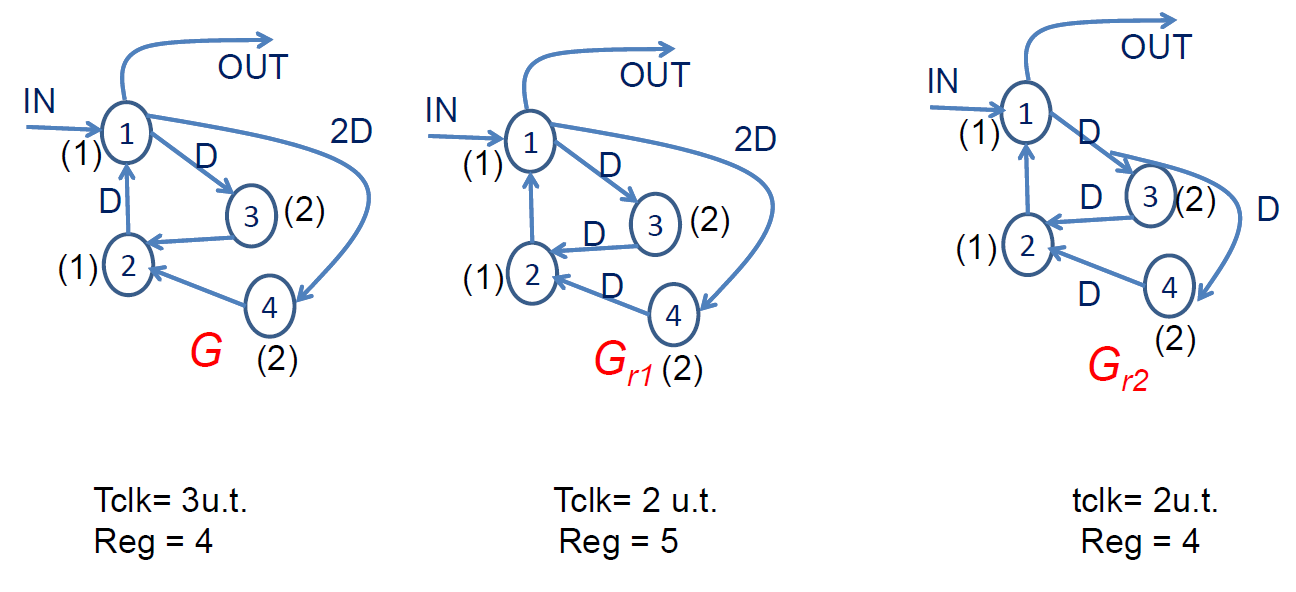 OUT
IN
1
2D
(1)
D
D
3
(2)
(1)
2
4
G
(2)
Tclk= 3u.t.
Reg = 4
OUT
IN
1
2D
(1)
D
3
(2)
D
(1)
2
D
4
Gr1
(2)
Tclk= 2 u.t.
Reg = 5
OUT
IN
1
(1)
D
3
(2)
D
D
(1)
2
4
D
(2)
Gr2
tclk= 2u.t.
Reg = 4